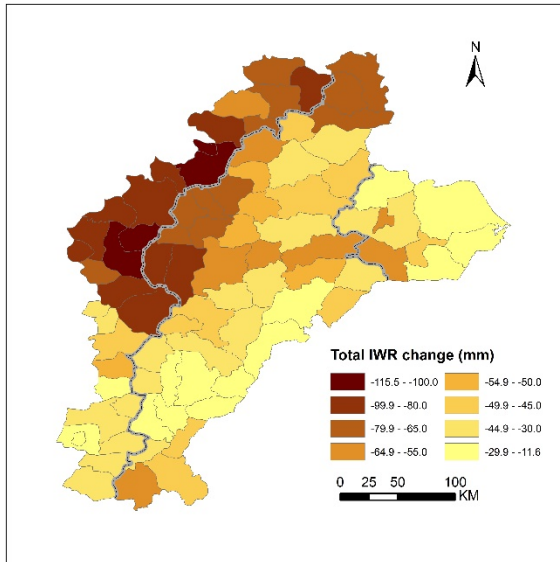 N
Total IWR change (mm)
-115.5 - -100.0
-99.9 - -80.0
-79.9 - -65.0
-64.9 - -55.0
-54.9 - -50.0
-49.9 - -45.0
-44.9 - -30.0
-29.9 - -11.6
0 25 50 100
KM